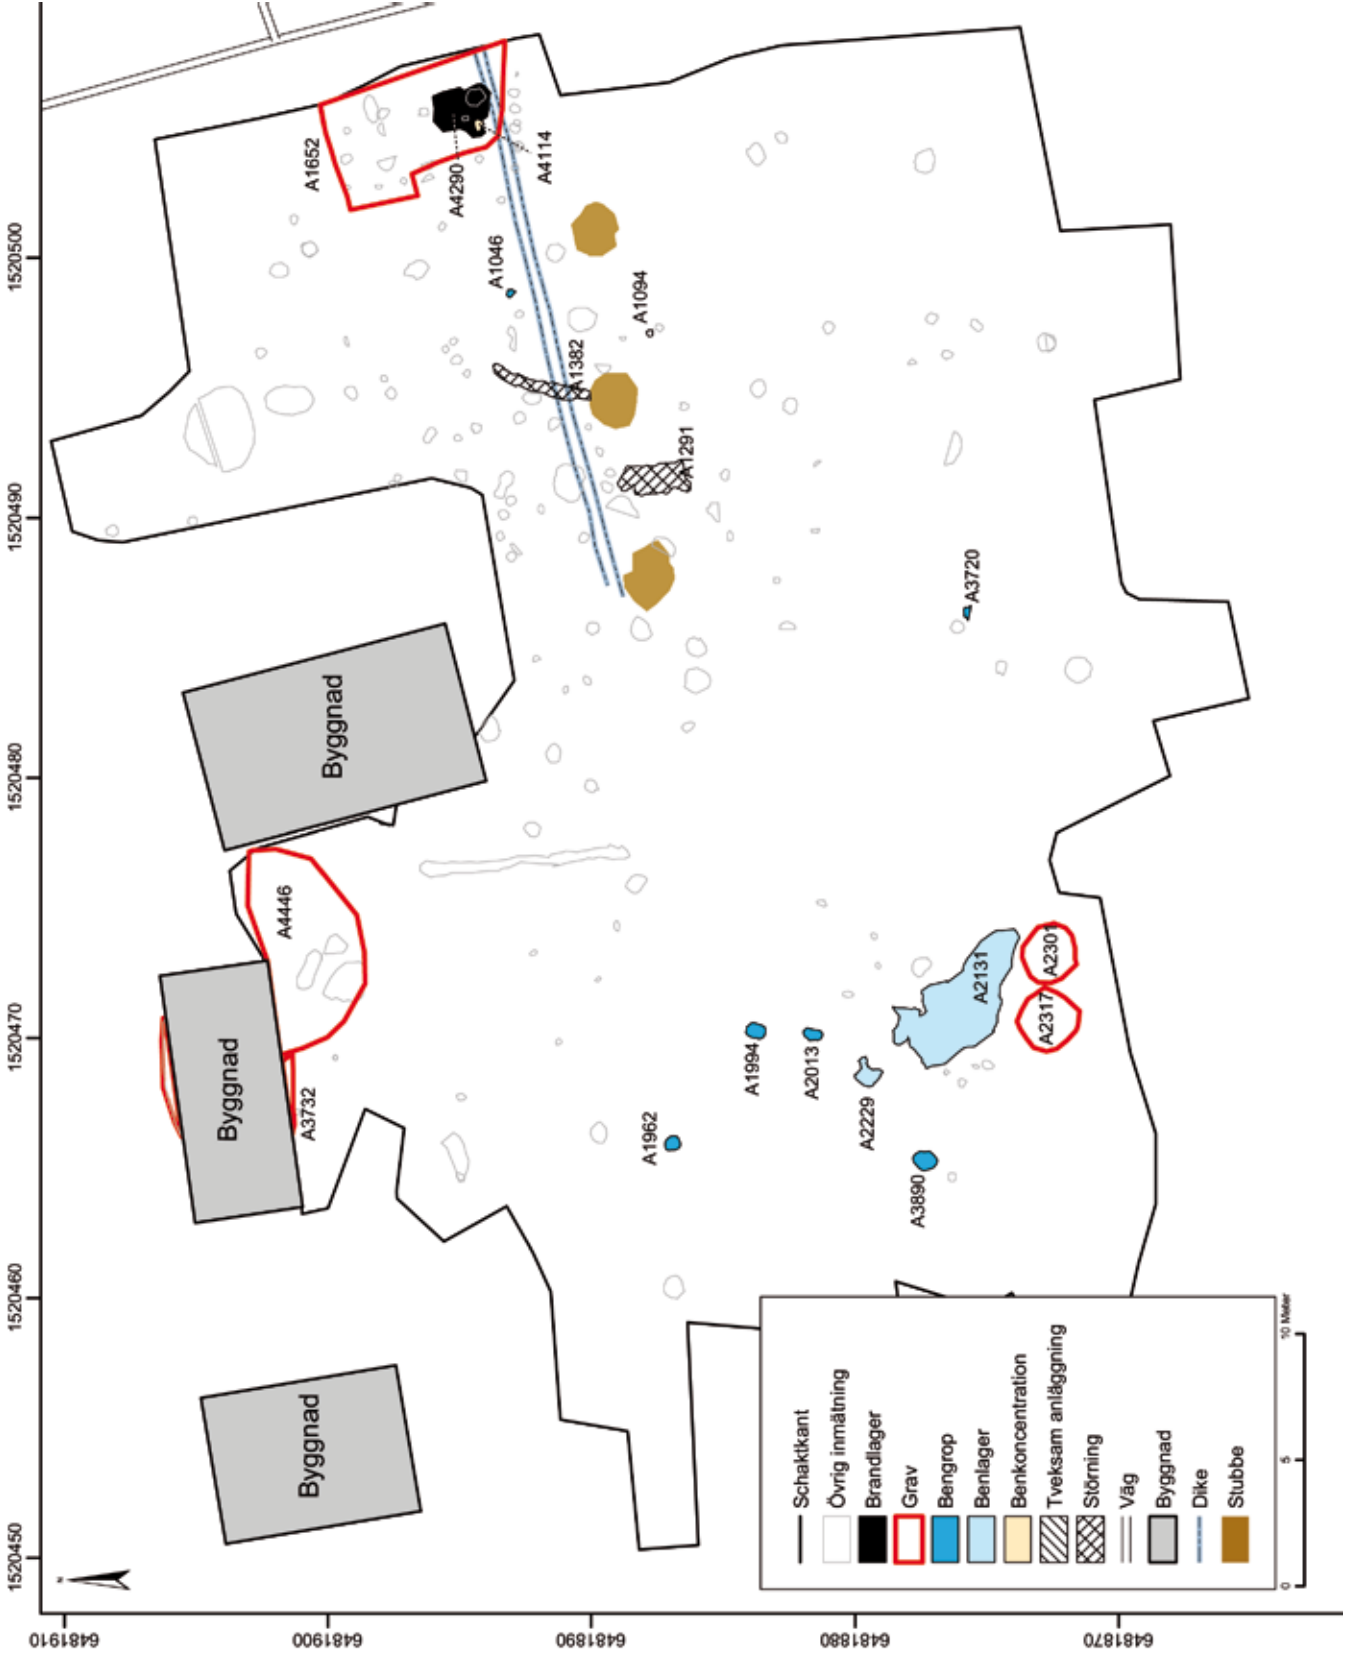 1520450
1520460
1520470
1520480
1520490
1520500
6481910
6481900
6481890
6481880
6481870
N
Byggnad
Byggnad
Byggnad
A3732
A4446
A1652
A4290
A4114
A1046
A1094
A1382
A1291
A3720
A1962
A1994
A2013
A2229
A3890
A2131
A2317
A2301
Schaktkant
Övrig inmätning
Brandlager
Grav
Bengrop
Benlager
Benkoncentration
Tveksam anläggning
Störning
Väg
Byggnad
Dike
Stubbe
0 5 10 Meter